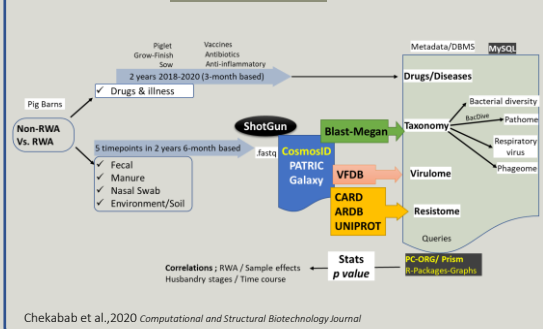 Piglet
Grow-Finish
Sow
Vaccines
Antibiotics
Anti-inflammatory
Metadata/DBMS
MySQL
2 years 2018-2020 (3-month based)
Drugs/Diseases
✓ Drugs & illness
Pig Barns
Non-RWA
Vs. RWA
5 timepoints in 2 years 6-month based
✓ Fecal
✓ Manure
✓ Nasal Swab
✓ Environment/Soil
ShotGun
.fastq
CosmosID
PATRIC
Galaxy
Blast-Megan
VFDB
CARD
ARDB
UNIPROT
Taxonomy
BacDive
Bacterial diversity
Pathome
Respiratory
virus
Phageome
Virulome
Resistome
Queries
PC-ORG/ Prism
R-Packages-Graphs
Stats
p value
Correlations ; RWA / Sample effects
Husbandry stages / Time course
Chekabab et al.,2020 Computational and Structural Biotechnology Journal